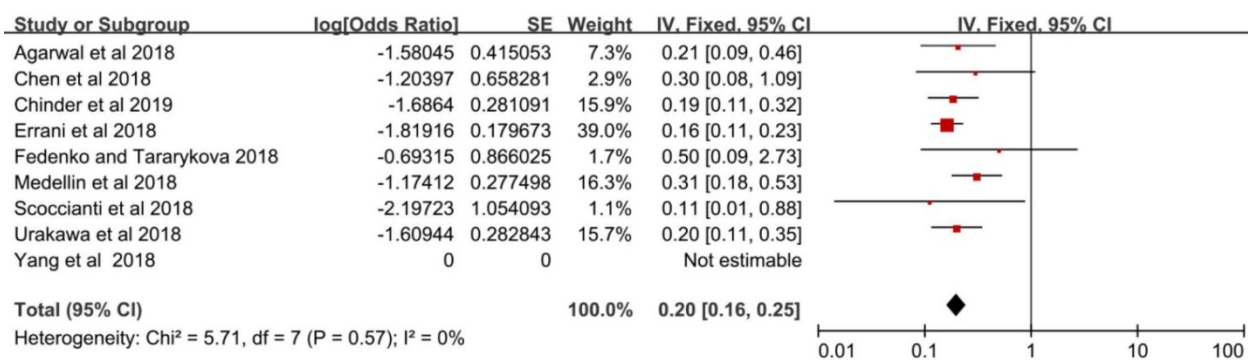 Study or Subgroup log[Odds Ratio] SE Weight IV, Fixed, 95% CI IV, Fixed, 95% CI
Agarwal et al 2018 -1.58045 0.415053 7.3% 0.21 [0.09, 0.46]
Chen et al 2018 -1.20397 0.658281 2.9% 0.30 [0.08, 1.09]
Chinder et al 2019 -1.6864 0.281091 15.9% 0.19 [0.11, 0.32]
Errani et al 2018 -1.81916 0.179673 39.0% 0.16 [0.11, 0.23]
Fedenko and Tararykova 2018 -0.69315 0.866025 1.7% 0.50 [0.09, 2.73]
Medellin et al 2018 -1.17412 0.277498 16.3% 0.31 [0.18, 0.53]
Scoccianti et al 2018 -2.19723 1.054093 1.1% 0.11 [0.01, 0.88]
Urakawa et al 2018 -1.60944 0.282843 15.7% 0.20 [0.11, 0.35]
Yang et al 2018 0 0 Not estimable
Total (95% CI) 100.0% 0.20 [0.16, 0.25]
Heterogeneity: Chi² = 5.71, df = 7 (P = 0.57); I² = 0%
0.01 0.1 1 10 100